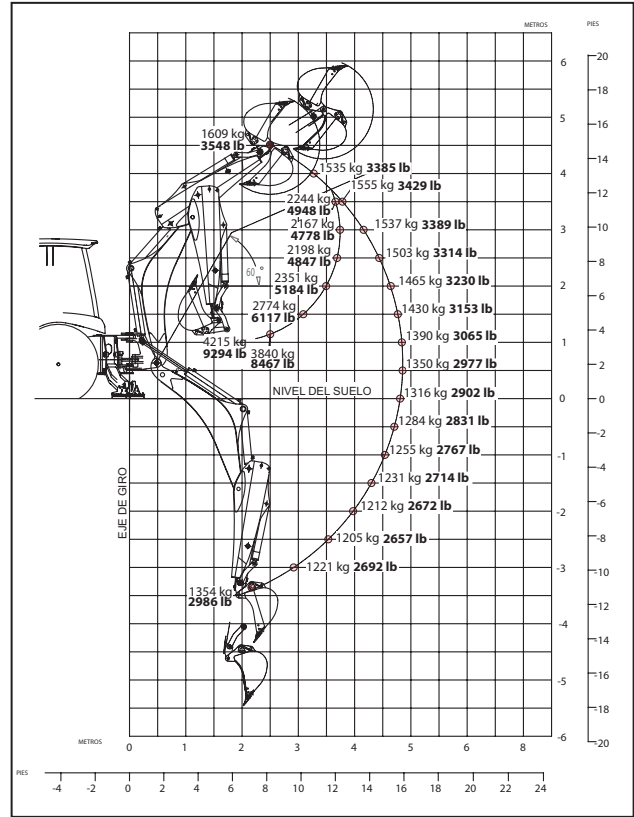 METROS
PIES
6
5
4
3
2
1
0
-1
-2
-3
-4
-5
-6
20
18
16
14
12
10
8
6
4
2
0
-2
-4
-6
-8
-10
-12
-14
-16
-18
-20
1609 kg
3548 lb
1535 kg 3385 lb
1555 kg 3429 lb
2244 kg
4948 lb
2167 kg
4778 lb
1537 kg 3389 lb
2198 kg
4847 lb
1503 kg 3314 lb
60°
2351 kg
5184 lb
1465 kg 3230 lb
2774 kg
6117 lb
1430 kg 3153 lb
4215 kg
9294 lb
3840 kg
8467 lb
1390 kg 3065 lb
1350 kg 2977 lb
NIVEL DEL SUELO
1316 kg 2902 lb
1284 kg 2831 lb
1255 kg 2767 lb
1231 kg 2714 lb
EJE DE GIRO
1212 kg 2672 lb
1205 kg 2657 lb
1221 kg 2692 lb
1354 kg
2986 lb
METROS
0 1 2 3 4 5 6 7 8
PIES
-4 -2 0 2 4 6 8 10 12 14 16 18 20 22 24